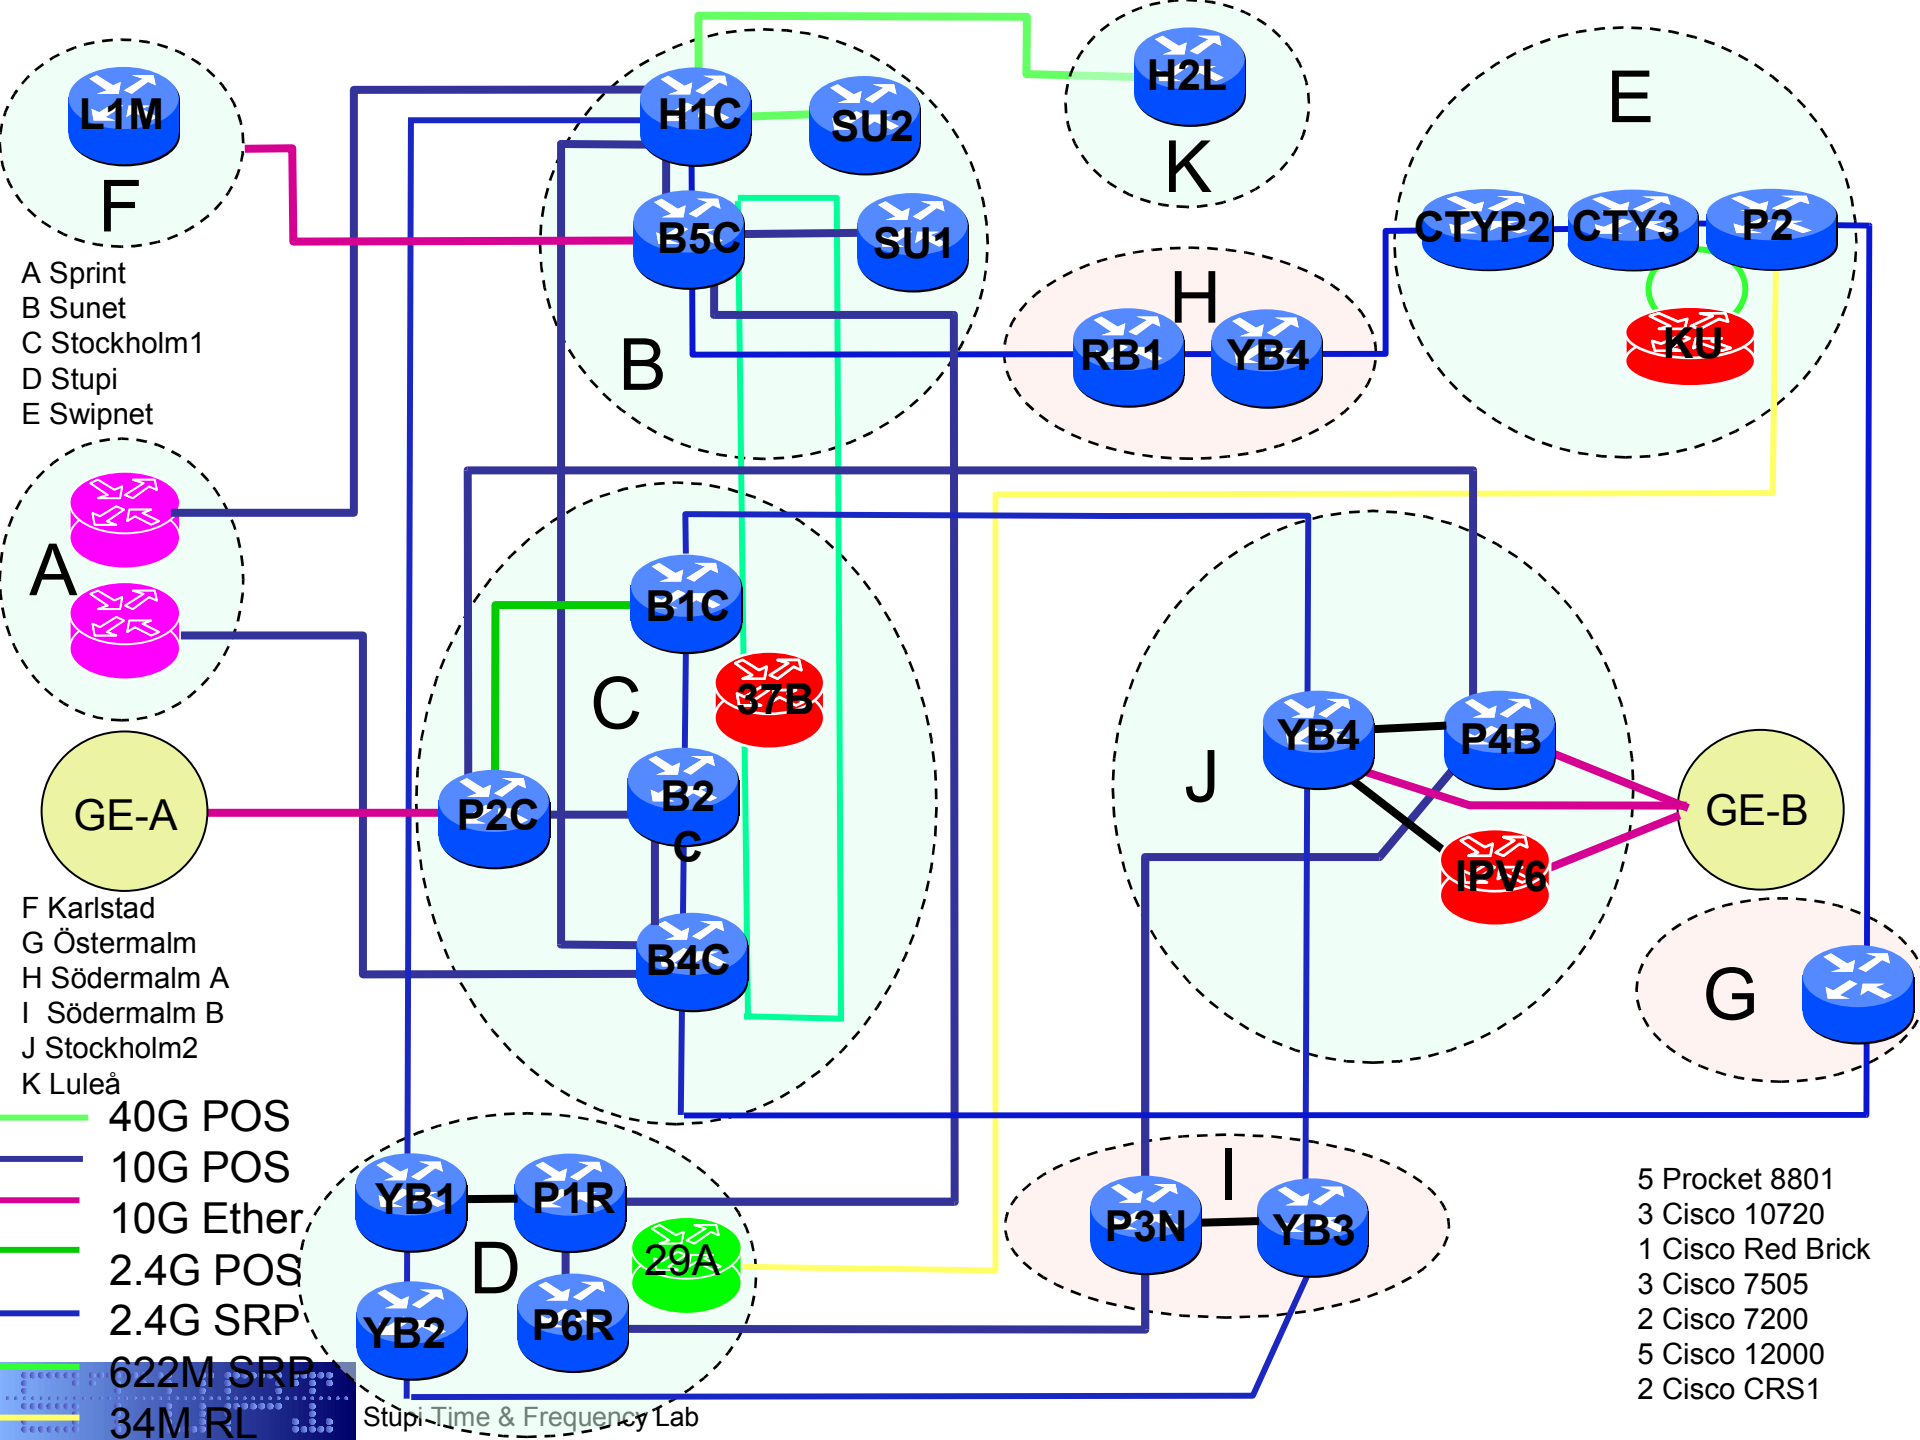 H2L
L1M
H1C
SU2
E
K
F
CTYP2
CTY3
P2
B5C
SU1
A Sprint
B Sunet
C Stockholm1
D Stupi
E Swipnet
H
RB1
YB4
KU
B
A
B1C
C
37B
YB4
P4B
J
GE-A
P2C
B2
C
GE-B
IPV6
F Karlstad
G Östermalm
H Södermalm A
I Södermalm B
J Stockholm2
K Luleå
B4C
G
40G POS
10G POS
10G Ether
2.4G POS
2.4G SRP
622M SRP
34M RL
YB1
P1R
D
29A
YB2
P6R
I
P3N
YB3
5 Procket 8801
3 Cisco 10720
1 Cisco Red Brick
3 Cisco 7505
2 Cisco 7200
5 Cisco 12000
2 Cisco CRS1
Stupi Time & Frequency Lab